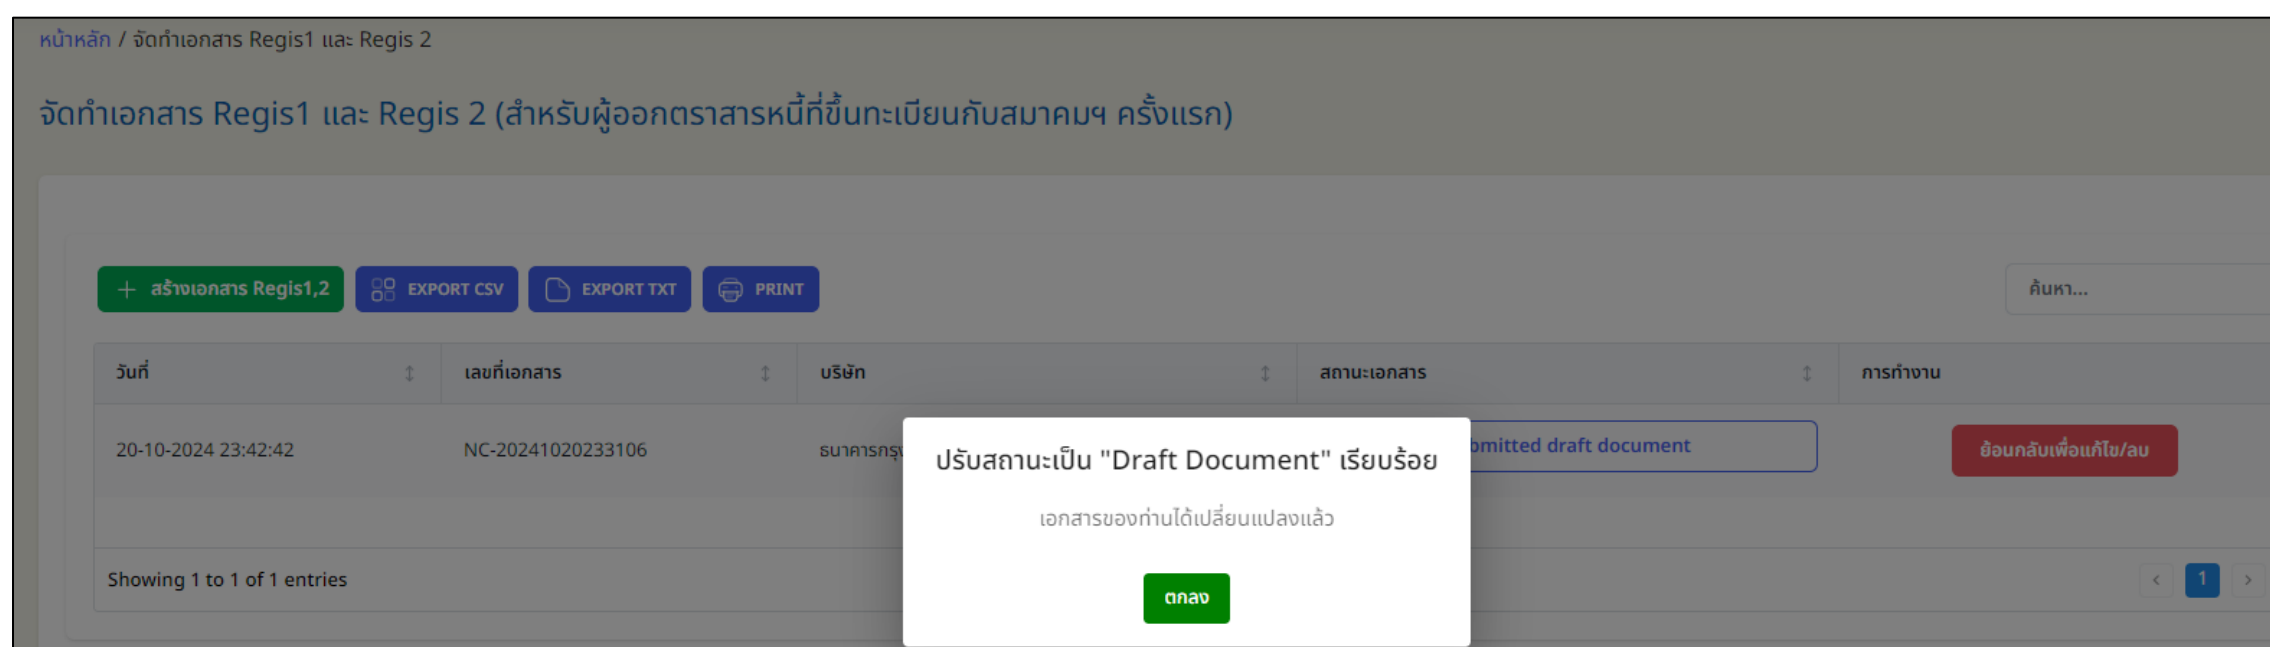 หน้าหลัก / จัดทำเอกสาร Regis1 และ Regis 2
จัดทำเอกสาร Regis1 และ Regis 2 (สำหรับผู้ออกตราสารหนี้ที่ขึ้นทะเบียนกับสมาคมฯ ครั้งแรก)
+ สร้างเอกสาร Regis1,2 EXPORT CSV EXPORT TXT PRINT ค้นหา...
วันที่ เลขที่เอกสาร บริษัท สถานะเอกสาร การทำงาน
20-10-2024 23:42:42 NC-20241020233106 draft document ย้อนกลับเพื่อแก้ไข/ลบ
ปรับสถานะเป็น "Draft Document" เรียบร้อย
เอกสารของท่านได้เปลี่ยนแปลงแล้ว
ตกลง
Showing 1 to 1 of 1 entries < 1 >